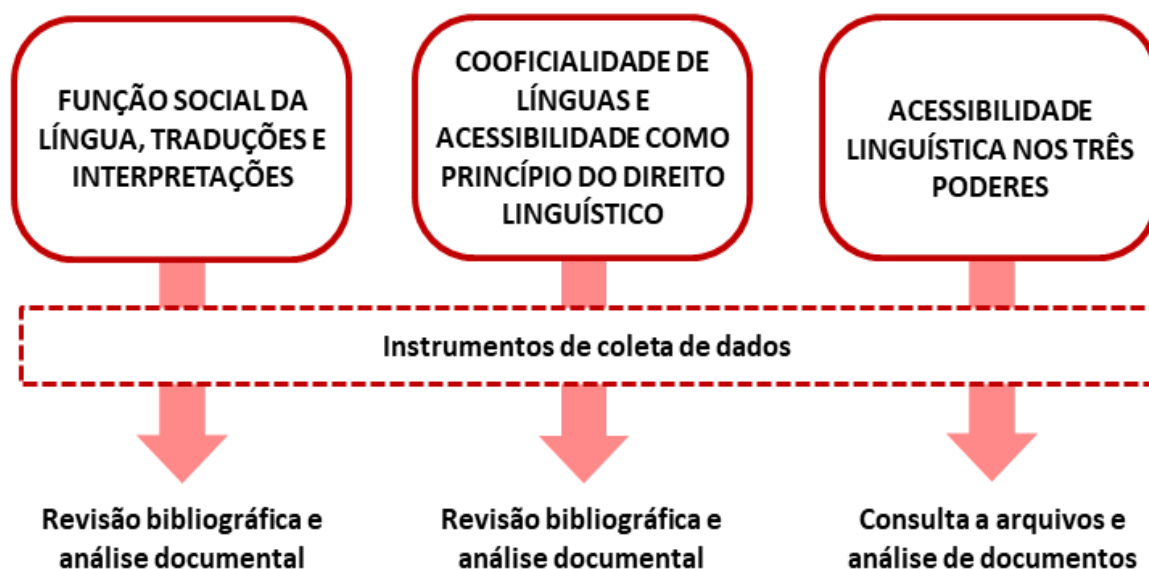 FUNÇÃO SOCIAL DA
LÍNGUA, TRADUÇÕES E
INTERPRETAÇÕES
COOFICIALIDADE DE
LÍNGUAS E
ACESSIBILIDADE COMO
PRINCÍPIO DO DIREITO
LINGUÍSTICO
ACESSIBILIDADE
LINGUÍSTICA NOS TRÊS
PODERES
Instrumentos de coleta de dados
Revisão bibliográfica e
análise documental
Revisão bibliográfica e
análise documental
Consulta a arquivos e
análise de documentos